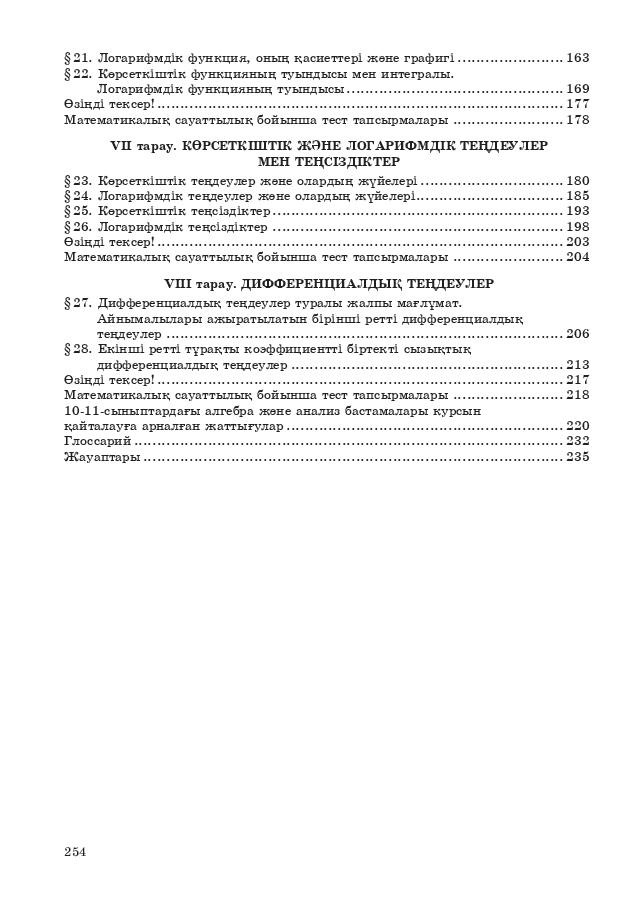 § 21. Логарифмдік функция, оның қасиеттері және графигі ....................... 163
§ 22. Көрсеткіштік функцияның туындысы мен интегралы.
Логарифмдік функцияның туындысы ............................................... 169
Өзіңді тексер! ......................................................................................... 177
Математикалық сауаттылық бойынша тест тапсырмалары ........................ 178
VII тарау. КӨРСЕТКІШТІК ЖӘНЕ ЛОГАРИФМДІК ТЕҢДЕУЛЕР
МЕН ТЕҢСІЗДІКТЕР
§ 23. Көрсеткіштік теңдеулер және олардың жүйелері ............................... 180
§ 24. Логарифмдік теңдеулер және олардың жүйелері ................................ 185
§ 25. Көрсеткіштік теңсіздіктер ............................................................... 193
§ 26. Логарифмдік теңсіздіктер ............................................................... 198
Өзіңді тексер! ......................................................................................... 203
Математикалық сауаттылық бойынша тест тапсырмалары ........................ 204
VIII тарау. ДИФФЕРЕНЦИАЛДЫҚ ТЕҢДЕУЛЕР
§ 27. Дифференциалдық теңдеулер туралы жалпы мағлұмат.
Айнымалылары ажыратылатын бірінші ретті дифференциалдық
теңдеулер ...................................................................................... 206
§ 28. Екінші ретті тұрақты коэффициентті біртекті сызықтық
дифференциалдық теңдеулер ........................................................... 213
Өзіңді тексер! ......................................................................................... 217
Математикалық сауаттылық бойынша тест тапсырмалары ........................ 218
10-11-сыныптардағы алгебра және анализ бастамалары курсын
қайталауға арналған жаттығулар ............................................................ 220
Глоссарий .............................................................................................. 232
Жауаптары ............................................................................................ 235
254